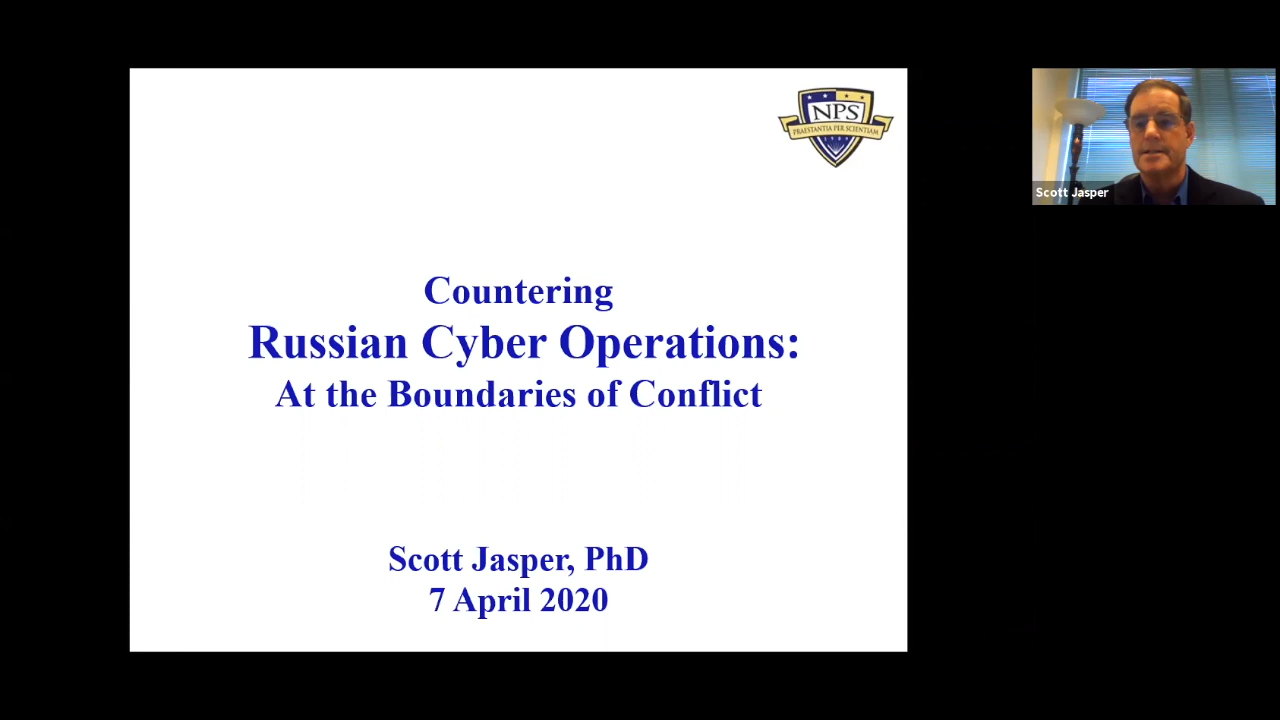 NPS
PRAESTANTIA PER SCIENTIAM
Countering
Russian Cyber Operations:
At the Boundaries of Conflict
Scott Jasper, PhD
7 April 2020
Scott Jasper